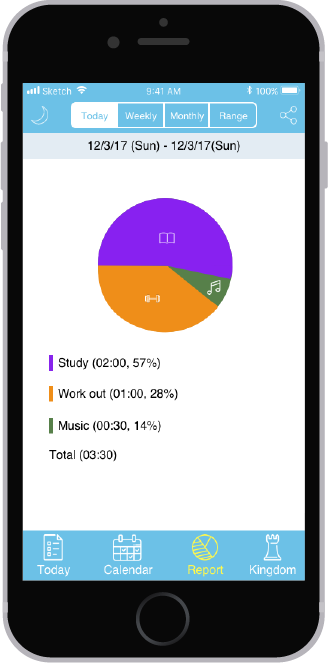 Sketch 9:41 AM 100%
Today Weekly Monthly Range
12/3/17 (Sun) - 12/3/17(Sun)
Study (02:00, 57%)
Work out (01:00, 28%)
Music (00:30, 14%)
Total (03:30)
Today Calendar Report Kingdom